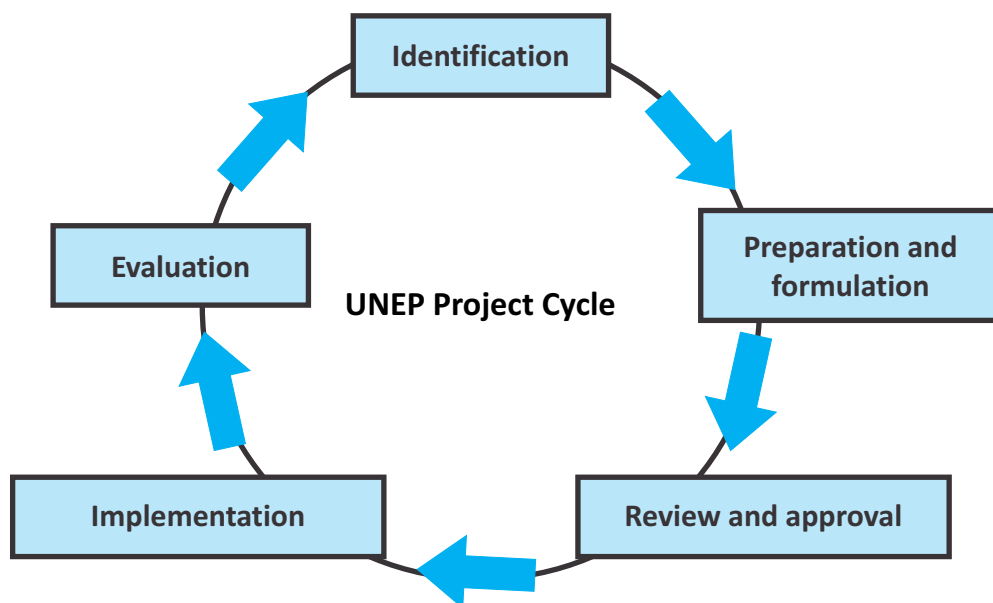 Identification
Preparation and
formulation
Evaluation
UNEP Project Cycle
Implementation
Review and approval